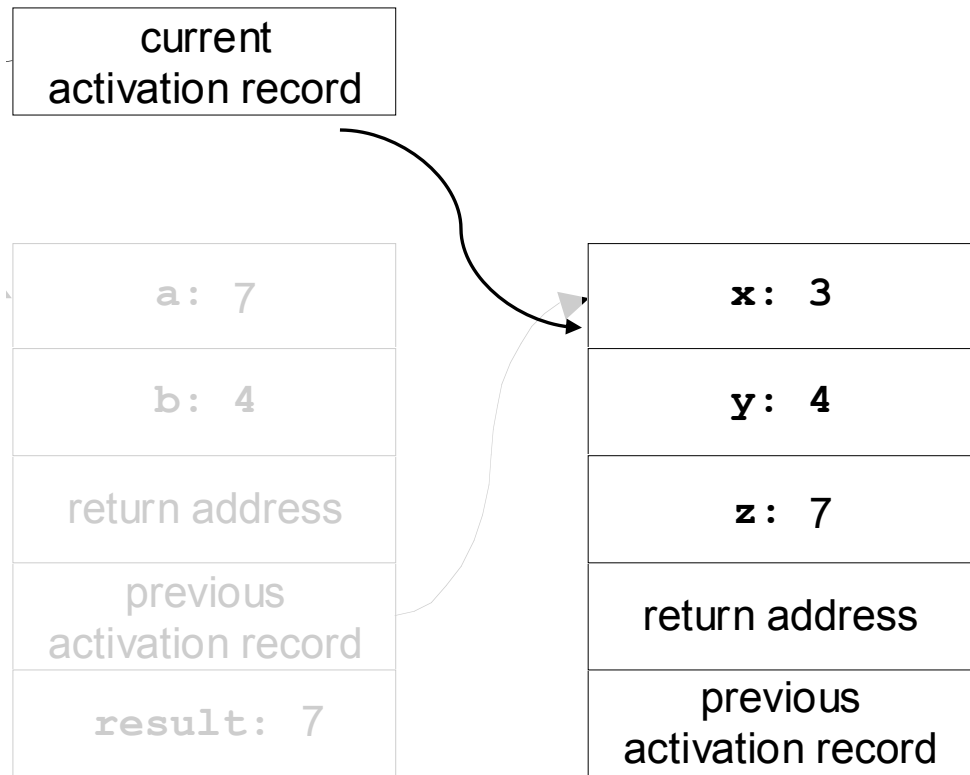 current
activation record
a: 7
b: 4
return address
previous
activation record
result: 7
x: 3
y: 4
z: 7
return address
previous
activation record